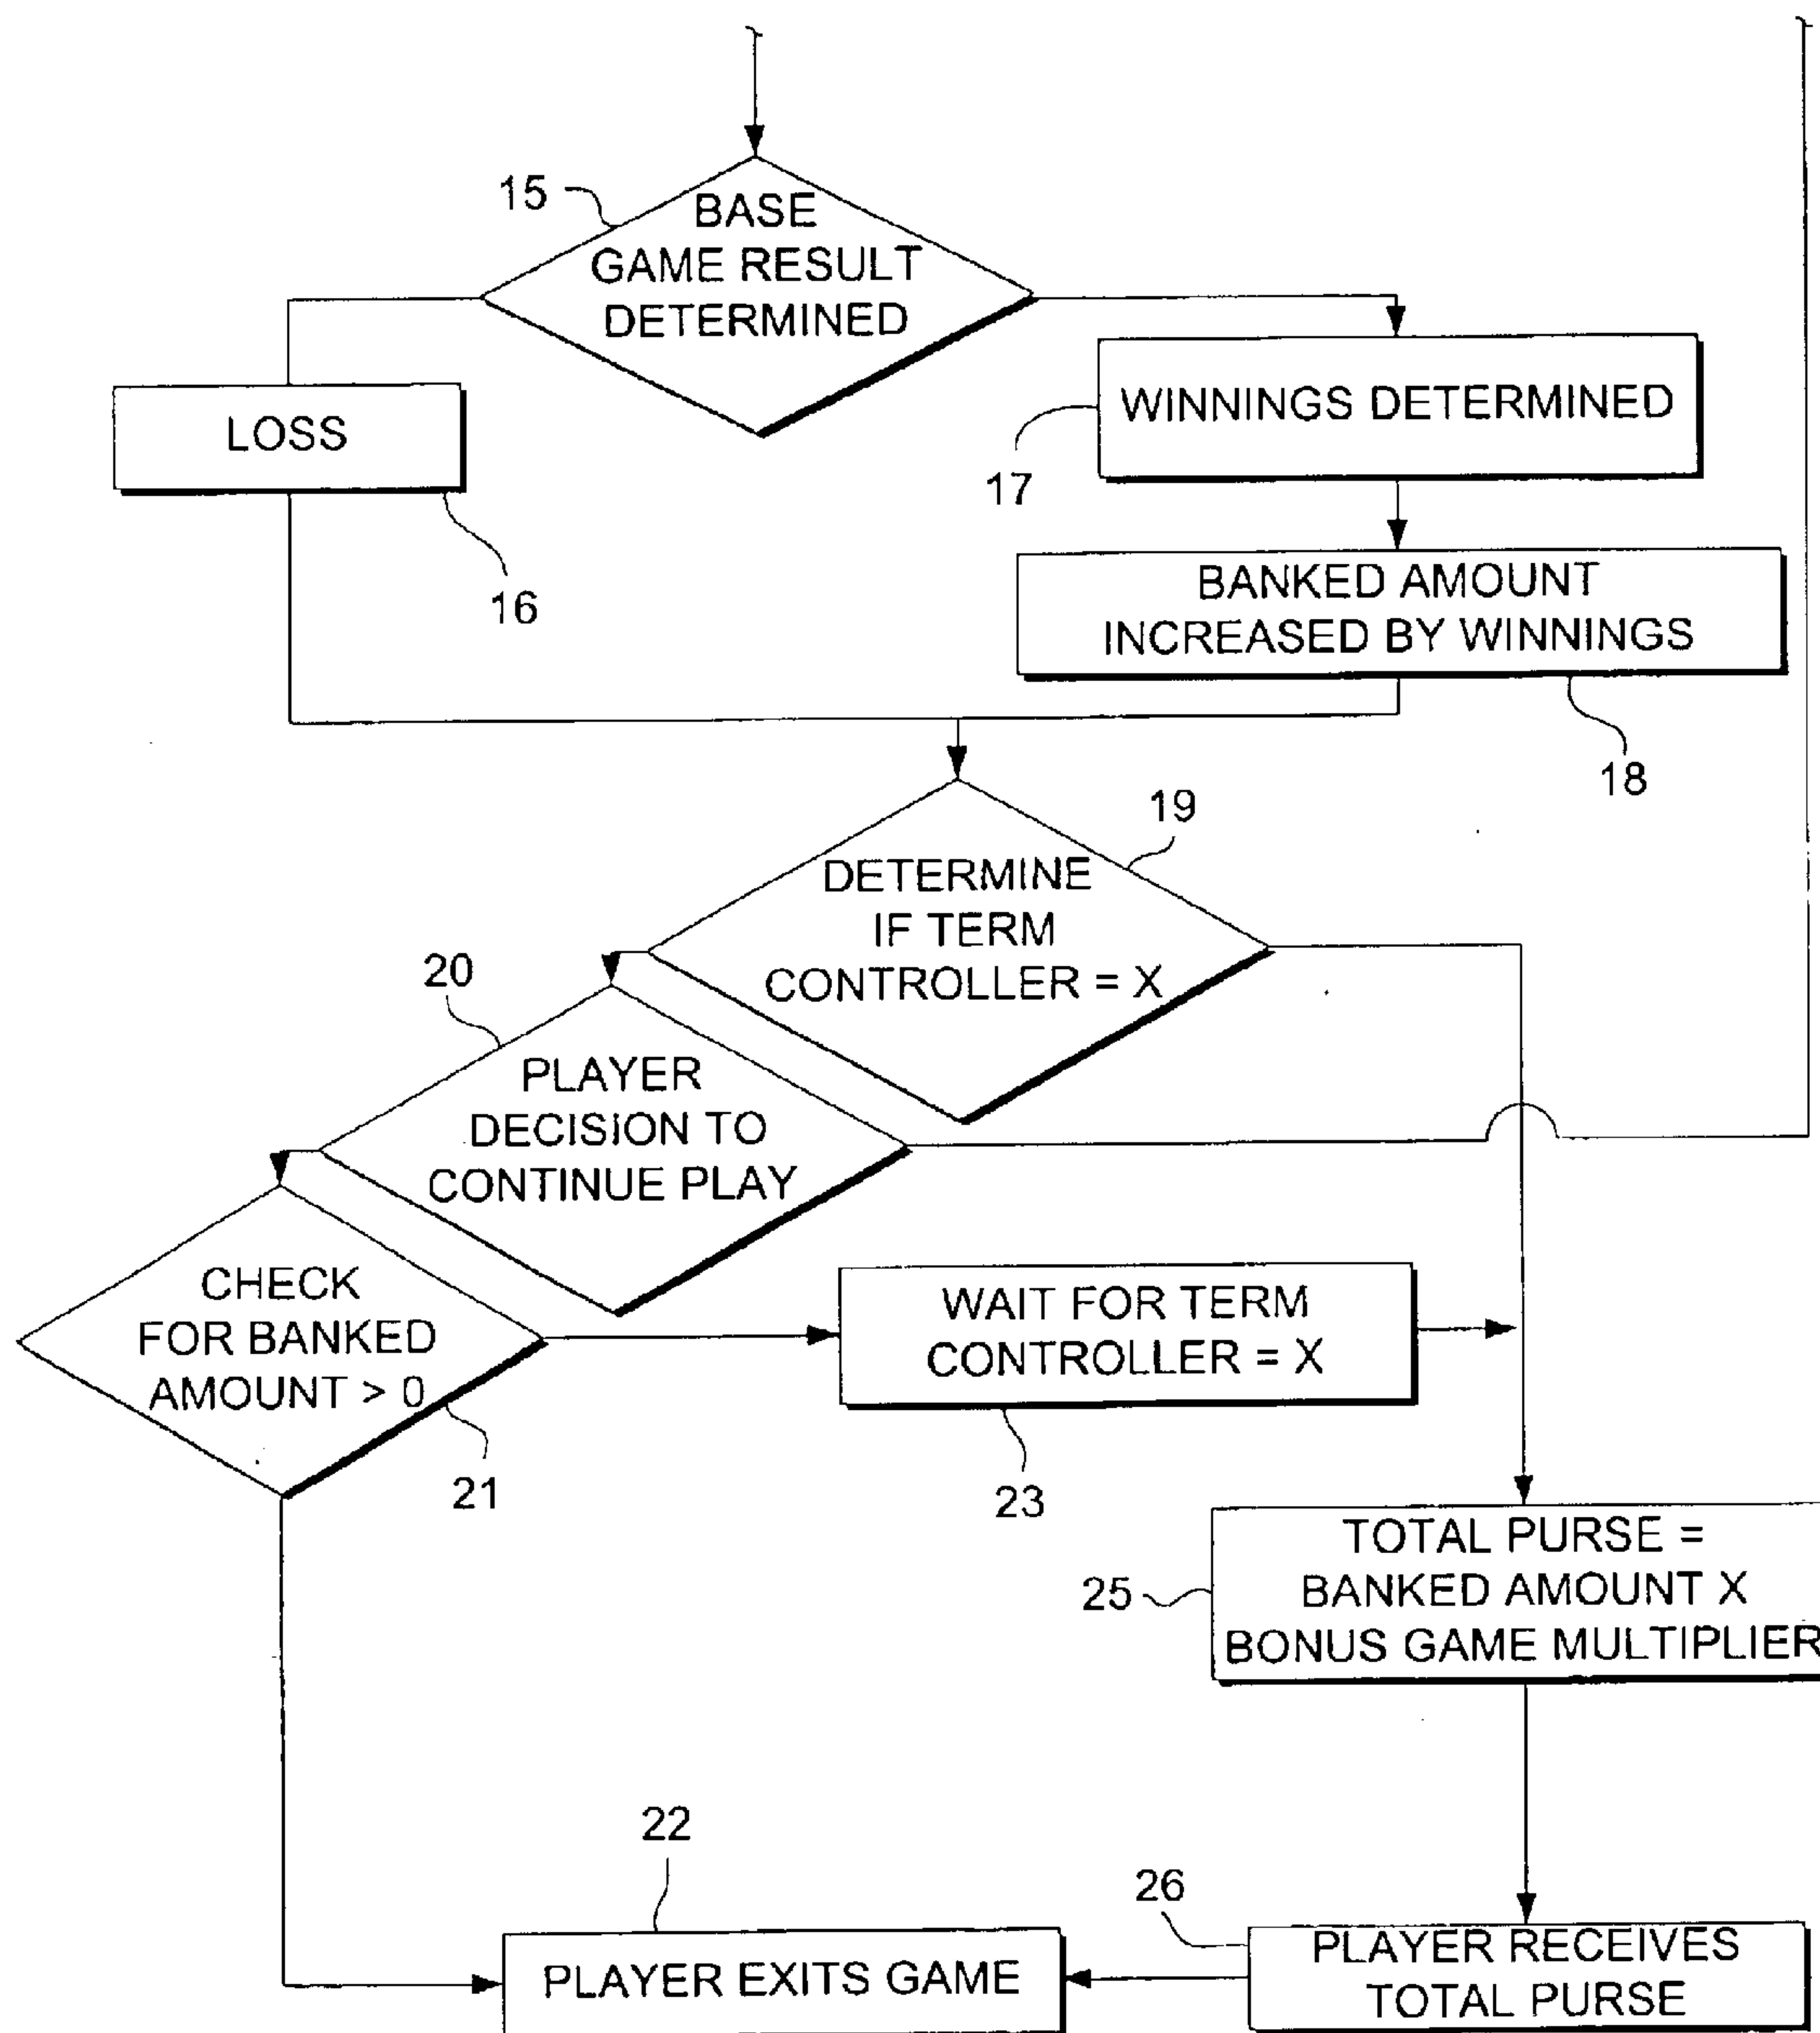 15
BASE
GAME RESULT
DETERMINED
LOSS
16
WINNINGS DETERMINED
17
BANKED AMOUNT
INCREASED BY WINNINGS
18
19
DETERMINE
IF TERM
CONTROLLER = X
20
PLAYER
DECISION TO
CONTINUE PLAY
CHECK
FOR BANKED
AMOUNT > 0
21
WAIT FOR TERM
CONTROLLER = X
23
25
TOTAL PURSE =
BANKED AMOUNT X
BONUS GAME MULTIPLIER
22
PLAYER EXITS GAME
26
PLAYER RECEIVES
TOTAL PURSE